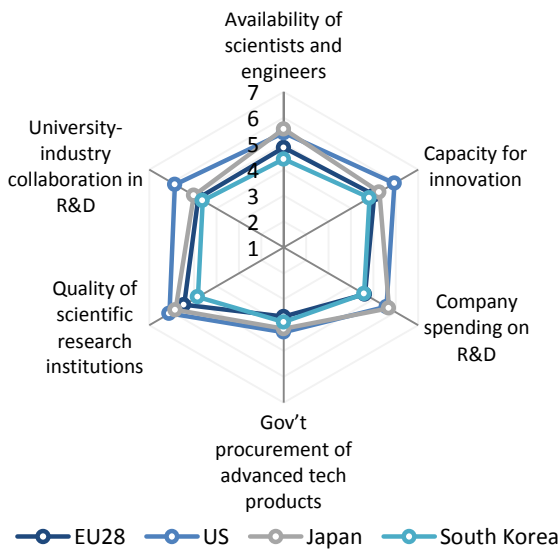 Availability of
scientists and
engineers
7
6
5
4
3
2
1
University-
industry
collaboration in
R&D
Capacity for
innovation
Quality of
scientific
research
institutions
Company
spending on
R&D
Gov't
procurement of
advanced tech
products
EU28 US Japan South Korea